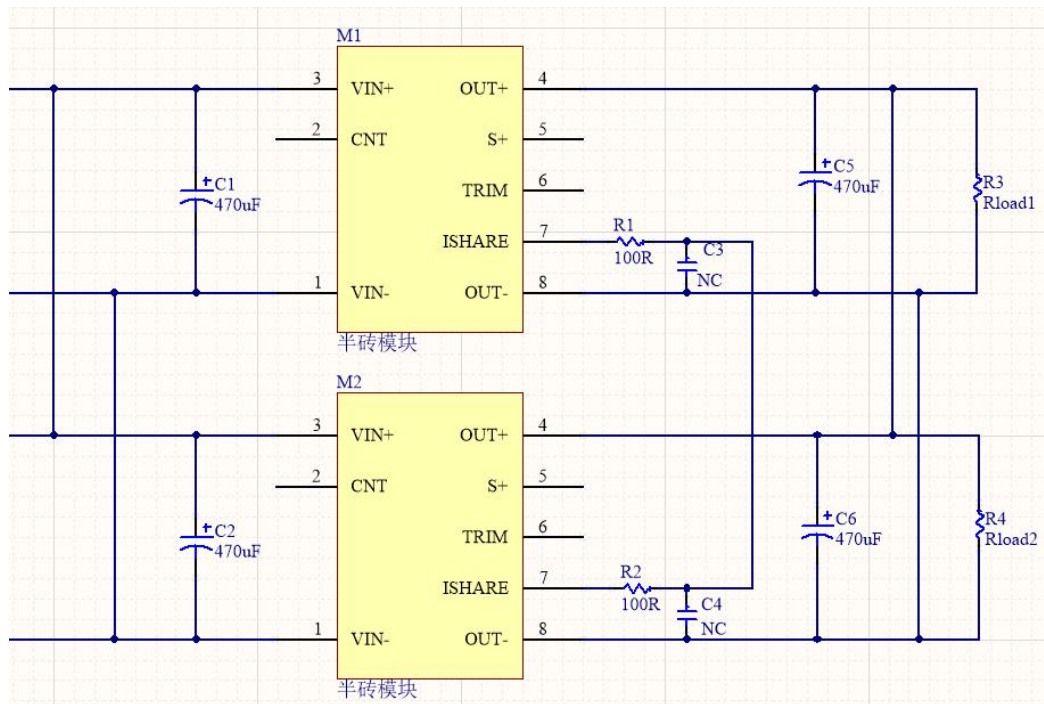 M1
3 VIN+ OUT+ 4
2 CNT S+ 5
TRIM 6
ISHARE 7
1 VIN- OUT- 8
半砖模块
C1
470uF
R1
100R
C3
NC
C5
470uF
R3
Rload1
M2
3 VIN+ OUT+ 4
2 CNT S+ 5
TRIM 6
ISHARE 7
1 VIN- OUT- 8
半砖模块
C2
470uF
R2
100R
C4
NC
C6
470uF
R4
Rload2